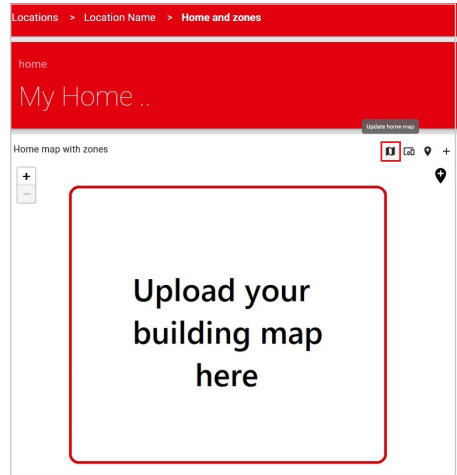 Locations > Location Name > Home and zones
home
My Home ..
Update home map
Home map with zones
+
−
Upload your
building map
here